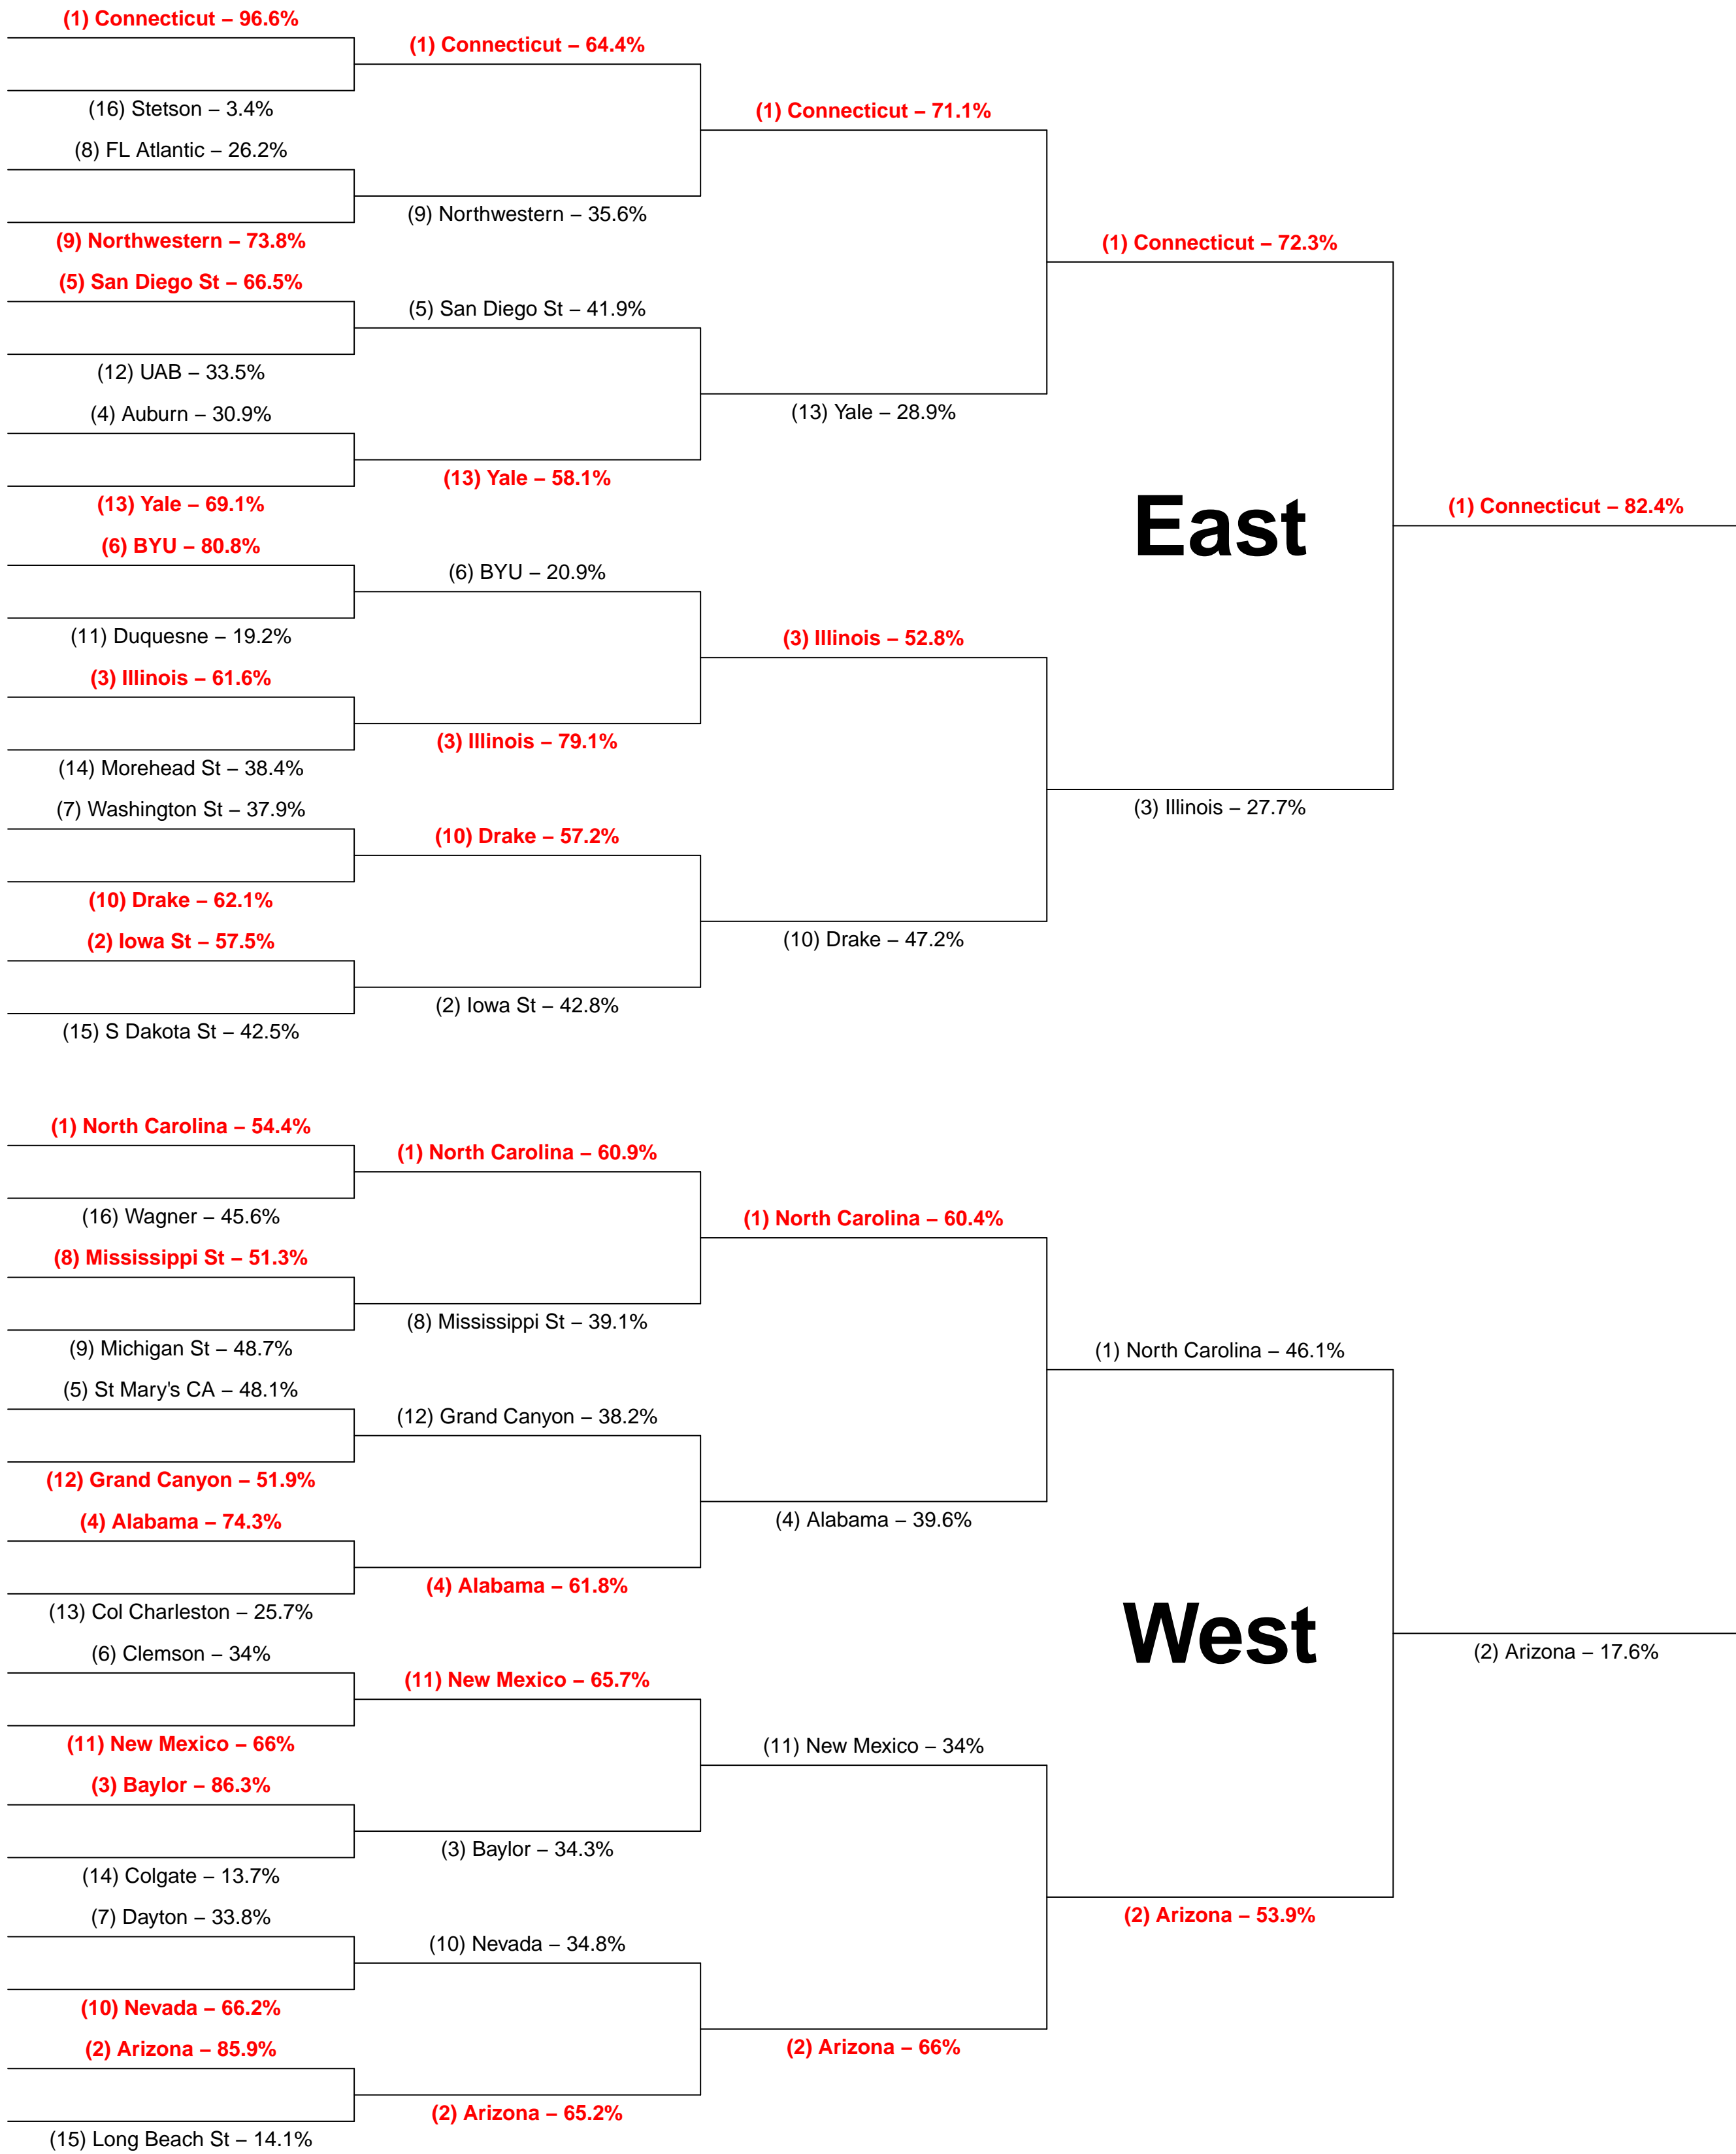 (1) Connecticut – 96.6%
(16) Stetson – 3.4%
(8) FL Atlantic – 26.2%
(9) Northwestern – 73.8%
(5) San Diego St – 66.5%
(12) UAB – 33.5%
(4) Auburn – 30.9%
(13) Yale – 69.1%
(6) BYU – 80.8%
(11) Duquesne – 19.2%
(3) Illinois – 61.6%
(14) Morehead St – 38.4%
(7) Washington St – 37.9%
(10) Drake – 62.1%
(2) Iowa St – 57.5%
(15) S Dakota St – 42.5%
(1) Connecticut – 64.4%
(9) Northwestern – 35.6%
(5) San Diego St – 41.9%
(13) Yale – 58.1%
(6) BYU – 20.9%
(3) Illinois – 79.1%
(10) Drake – 57.2%
(2) Iowa St – 42.8%
(1) Connecticut – 71.1%
(13) Yale – 28.9%
(3) Illinois – 52.8%
(10) Drake – 47.2%
(1) Connecticut – 72.3%
(3) Illinois – 27.7%
East
(1) Connecticut – 82.4%
(1) North Carolina – 54.4%
(16) Wagner – 45.6%
(8) Mississippi St – 51.3%
(9) Michigan St – 48.7%
(5) St Mary's CA – 48.1%
(12) Grand Canyon – 51.9%
(4) Alabama – 74.3%
(13) Col Charleston – 25.7%
(6) Clemson – 34%
(11) New Mexico – 66%
(3) Baylor – 86.3%
(14) Colgate – 13.7%
(7) Dayton – 33.8%
(10) Nevada – 66.2%
(2) Arizona – 85.9%
(15) Long Beach St – 14.1%
(1) North Carolina – 60.9%
(8) Mississippi St – 39.1%
(12) Grand Canyon – 38.2%
(4) Alabama – 61.8%
(11) New Mexico – 65.7%
(3) Baylor – 34.3%
(10) Nevada – 34.8%
(2) Arizona – 65.2%
(1) North Carolina – 60.4%
(4) Alabama – 39.6%
(11) New Mexico – 34%
(2) Arizona – 66%
(1) North Carolina – 46.1%
(2) Arizona – 53.9%
West
(2) Arizona – 17.6%